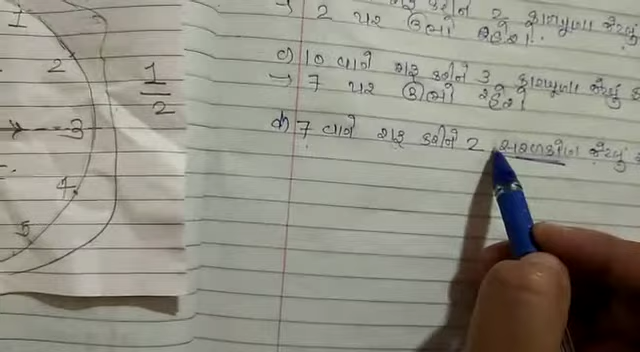 1
2
3
4
5
1
2
2 પર ઊભો રહેશે.
c) 10 વાગે શરૂ કરીને 3 કાટખૂણા જેટલું
→ 7 પર ઊભો રહેશે
d) 7 વાગે શરૂ કરીને 2 સરળકોણ જેટલું